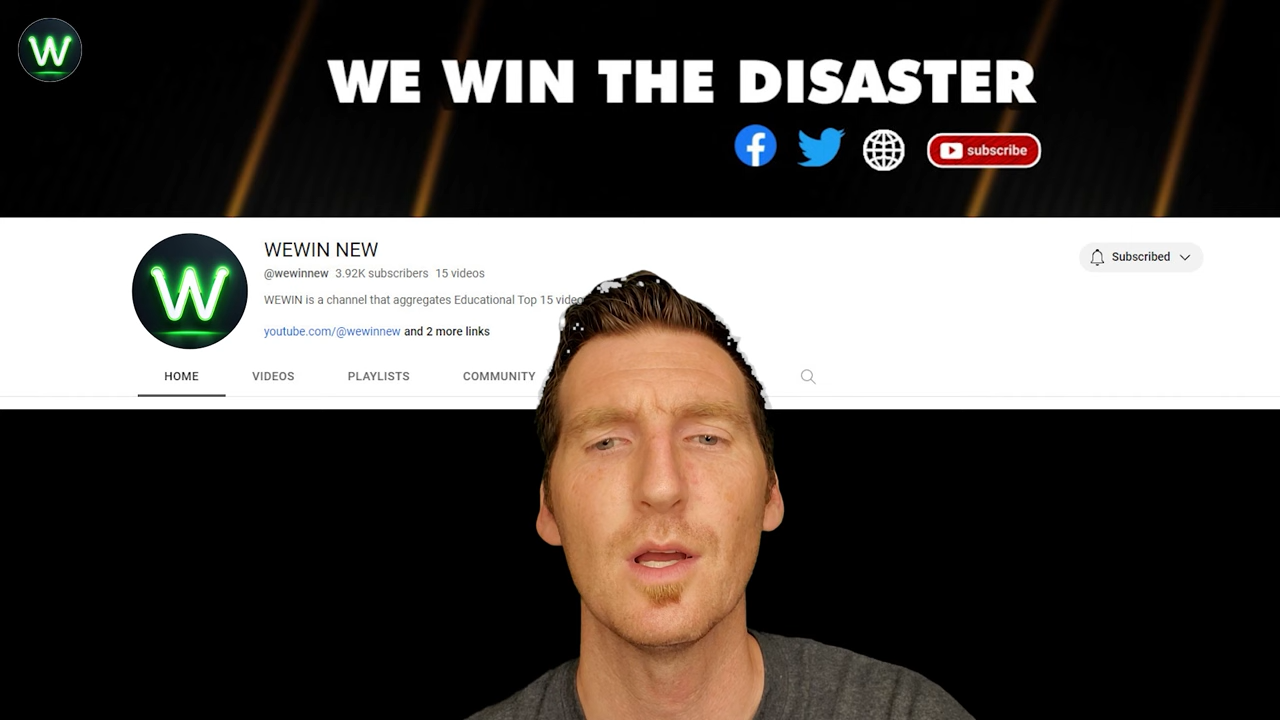 W
WE WIN THE DISASTER
f
subscribe
W
WEWIN NEW
@wewinnew 3.92K subscribers 15 videos
Subscribed
WEWIN is a channel that aggregates Educational Top 15
youtube.com/@wewinnew and 2 more links
HOME VIDEOS PLAYLISTS COMMUNITY